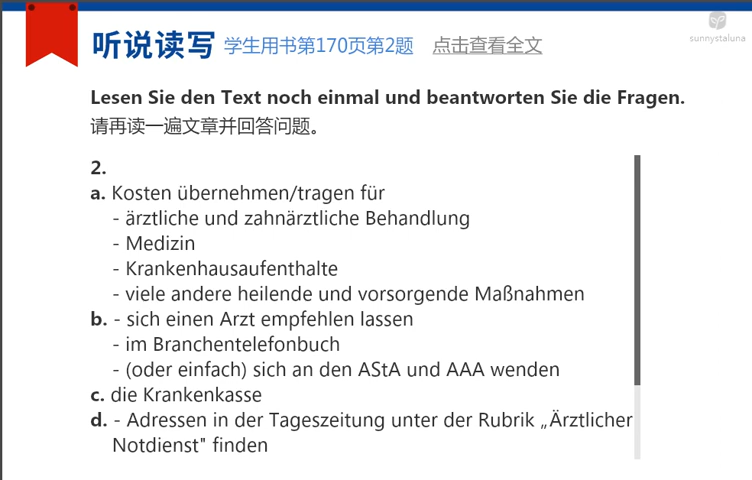 sunnystaluna
听说读写 学生用书第170页第2题 点击查看全文
Lesen Sie den Text noch einmal und beantworten Sie die Fragen.
请再读一遍文章并回答问题。
2.
a. Kosten übernehmen/tragen für
- ärztliche und zahnärztliche Behandlung
- Medizin
- Krankenhausaufenthalte
- viele andere heilende und vorsorgende Maßnahmen
b. - sich einen Arzt empfehlen lassen
- im Branchentelefonbuch
- (oder einfach) sich an den AStA und AAA wenden
c. die Krankenkasse
d. - Adressen in der Tageszeitung unter der Rubrik „Ärztlicher
Notdienst" finden